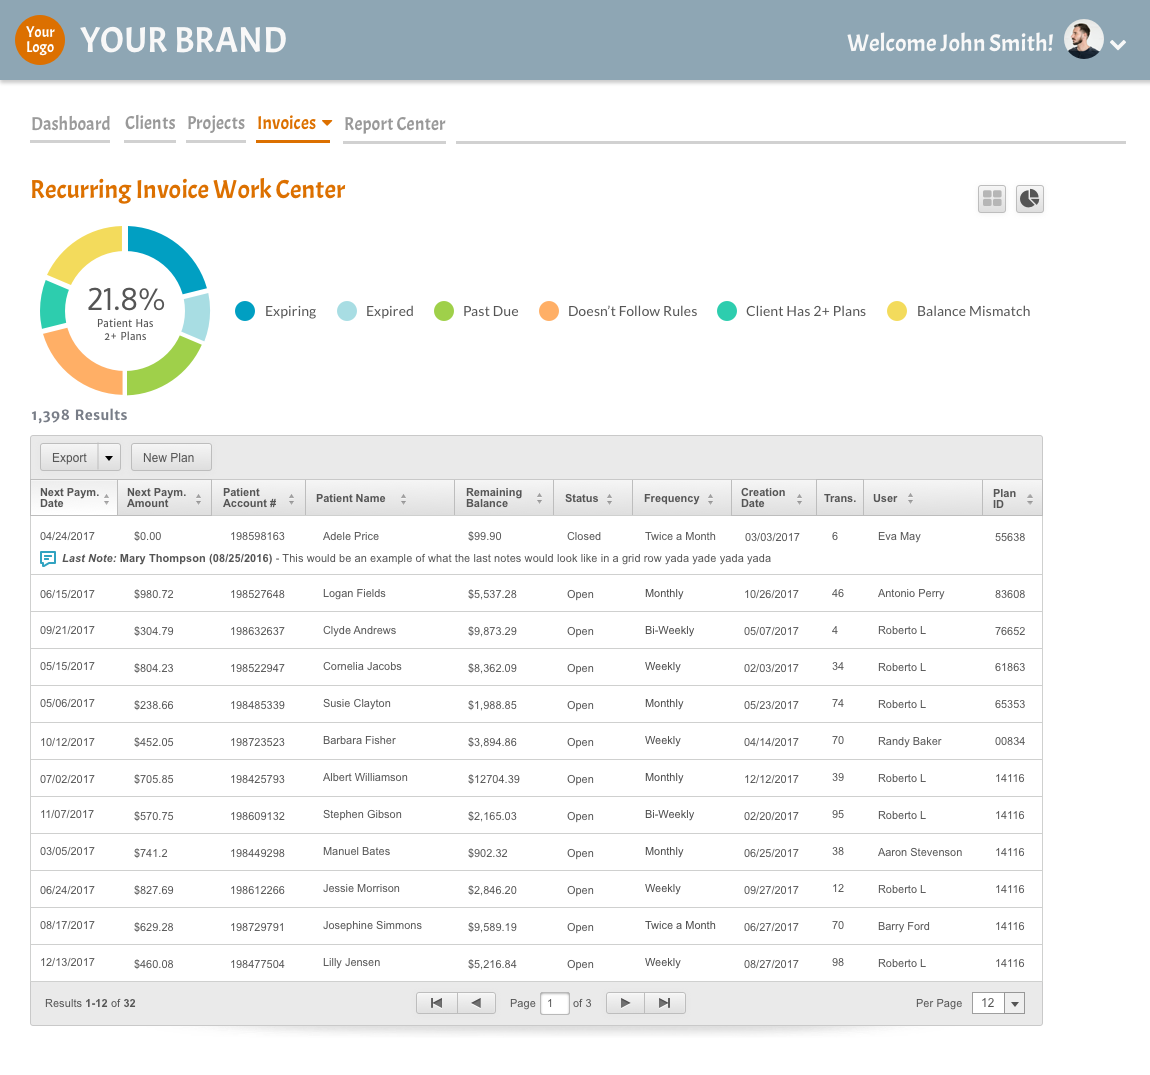 Your
Logo
YOUR BRAND
Welcome John Smith!
Dashboard Clients Projects Invoices Report Center
Recurring Invoice Work Center
21.8%
Patient Has
2+ Plans
Expiring Expired Past Due Doesn't Follow Rules Client Has 2+ Plans Balance Mismatch
1,398 Results
Export New Plan
Next Paym. Date Next Paym. Amount Patient Account # Patient Name Remaining Balance Status Frequency Creation Date Trans. User Plan ID
04/24/2017 $0.00 198598163 Adele Price $99.90 Closed Twice a Month 03/03/2017 6 Eva May 55638
Last Note: Mary Thompson (08/25/2016) - This would be an example of what the last notes would look like in a grid row yada yade yada yada
06/15/2017 $980.72 198527648 Logan Fields $5,537.28 Open Monthly 10/26/2017 46 Antonio Perry 83608
09/21/2017 $304.79 198632637 Clyde Andrews $9,873.29 Open Bi-Weekly 05/07/2017 4 Roberto L 76652
05/15/2017 $804.23 198522947 Cornelia Jacobs $8,362.09 Open Weekly 02/03/2017 34 Roberto L 61863
05/06/2017 $238.66 198485339 Susie Clayton $1,988.85 Open Monthly 05/23/2017 74 Roberto L 65353
10/12/2017 $452.05 198723523 Barbara Fisher $3,894.86 Open Weekly 04/14/2017 70 Randy Baker 00834
07/02/2017 $705.85 198425793 Albert Williamson $12704.39 Open Monthly 12/12/2017 39 Roberto L 14116
11/07/2017 $570.75 198609132 Stephen Gibson $2,165.03 Open Bi-Weekly 02/20/2017 95 Roberto L 14116
03/05/2017 $741.2 198449298 Manuel Bates $902.32 Open Monthly 06/25/2017 38 Aaron Stevenson 14116
06/24/2017 $827.69 198612266 Jessie Morrison $2,846.20 Open Weekly 09/27/2017 12 Roberto L 14116
08/17/2017 $629.28 198729791 Josephine Simmons $9,589.19 Open Twice a Month 06/27/2017 70 Barry Ford 14116
12/13/2017 $460.08 198477504 Lilly Jensen $5,216.84 Open Weekly 08/27/2017 98 Roberto L 14116
Results 1-12 of 32 Page 1 of 3 Per Page 12